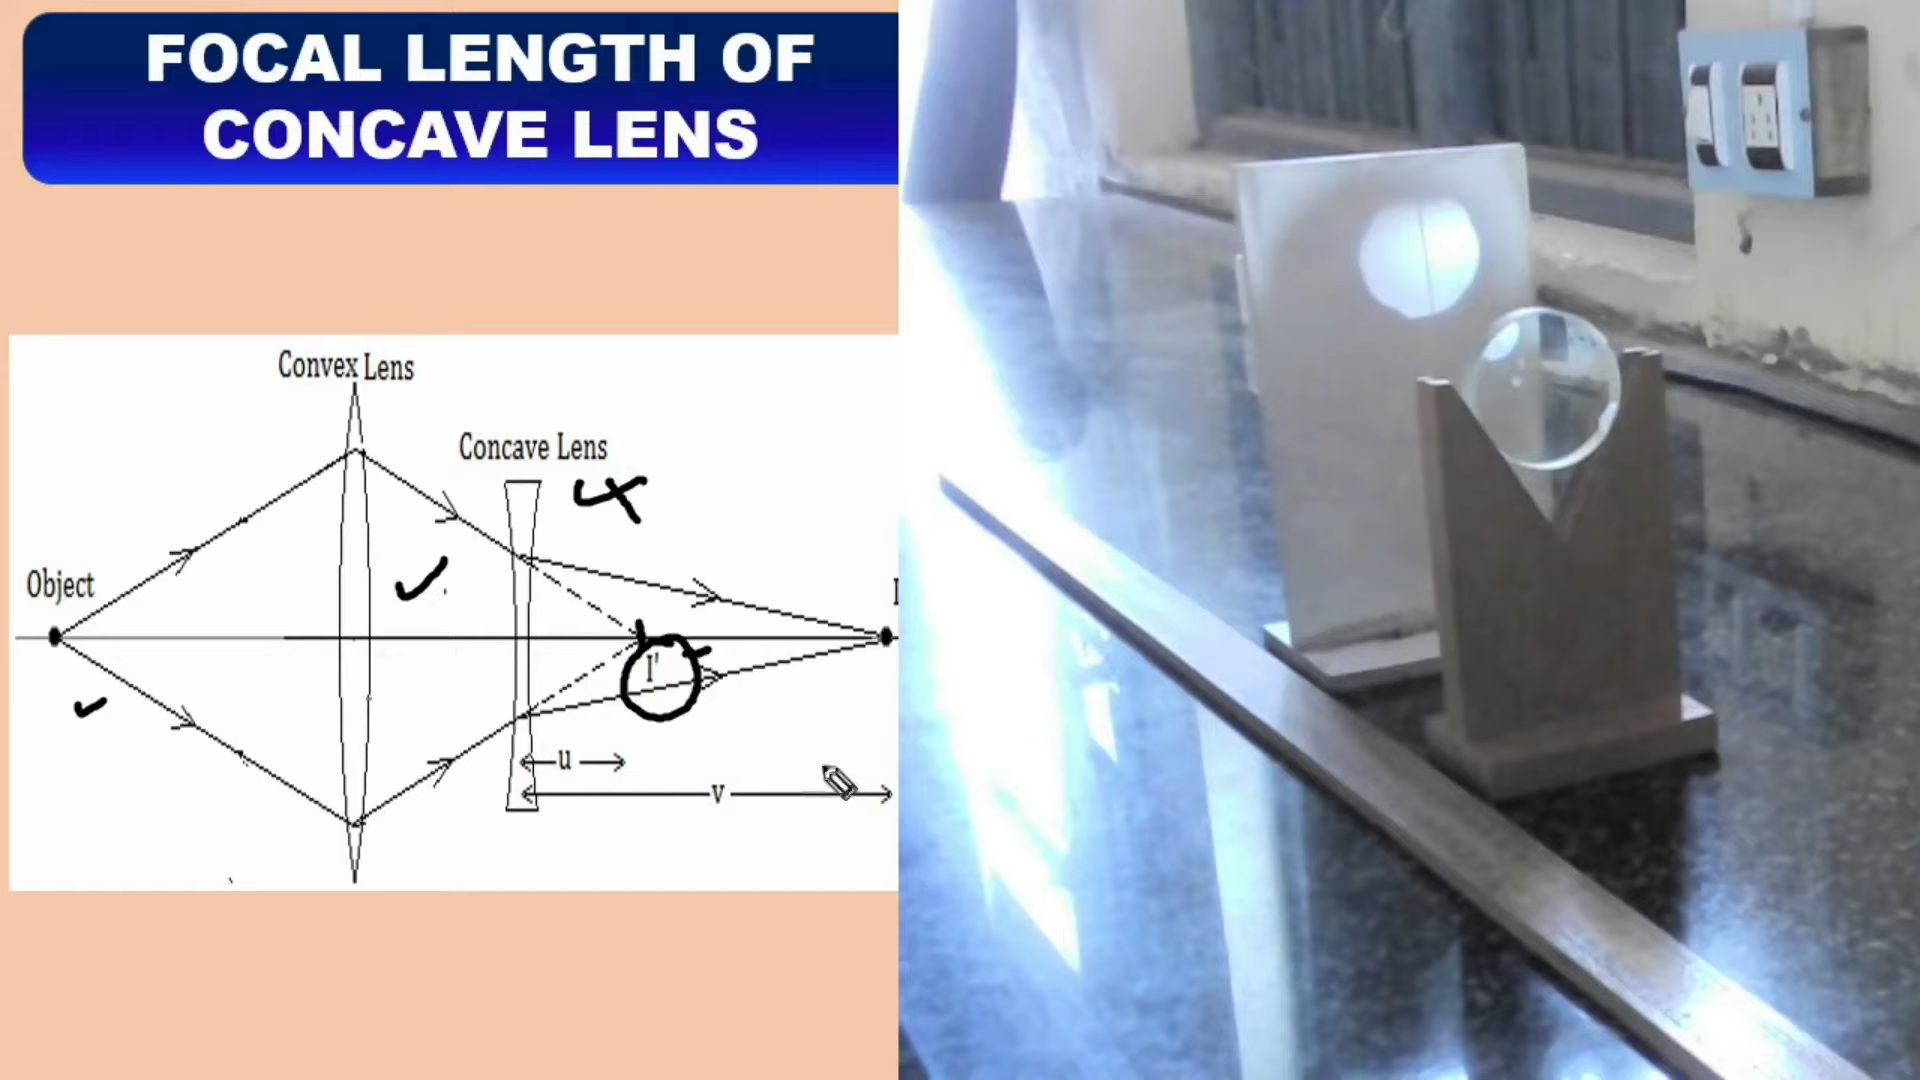 FOCAL LENGTH OF
CONCAVE LENS
Convex Lens
Concave Lens
Object
I
I'
u
v